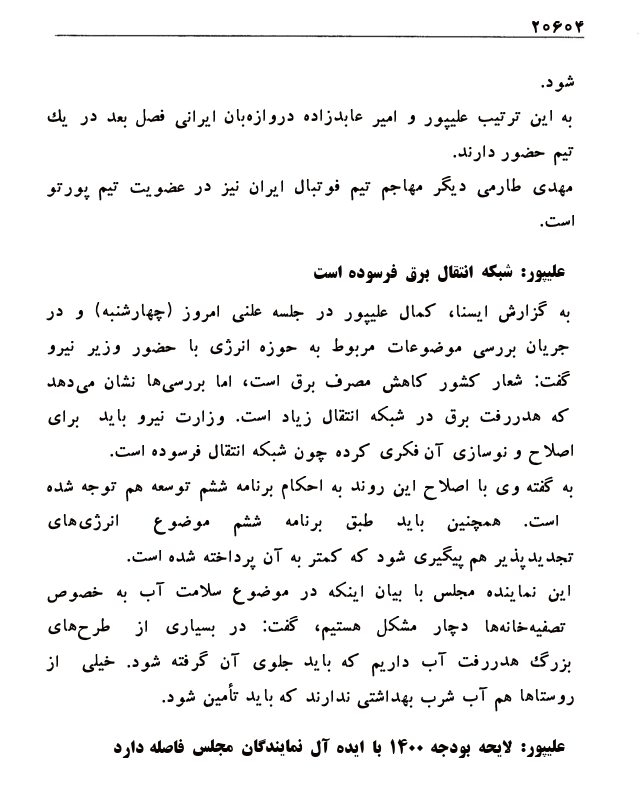 ۲۰۶۰۴
شود.
به این ترتیب علیپور و امیر عابدزاده دروازه‌بان ایرانی فصل بعد در یك
تیم حضور دارند.
مهدی طارمی دیگر مهاجم تیم فوتبال ایران نیز در عضویت تیم پورتو
است.
علیپور: شبکه انتقال برق فرسوده است
به گزارش ایسنا، کمال علیپور در جلسه علنی امروز (چهارشنبه) و در
جریان بررسی موضوعات مربوط به حوزه انرژی با حضور وزیر نیرو
گفت: شعار کشور کاهش مصرف برق است، اما بررسی‌ها نشان می‌دهد
که هدررفت برق در شبکه انتقال زیاد است. وزارت نیرو باید برای
اصلاح و نوسازی آن فکری کرده چون شبکه انتقال فرسوده است.
به گفته وی با اصلاح این روند به احکام برنامه ششم توسعه هم توجه شده
است. همچنین باید طبق برنامه ششم موضوع انرژی‌های
تجدیدپذیر هم پیگیری شود که کمتر به آن پرداخته شده است.
این نماینده مجلس با بیان اینکه در موضوع سلامت آب به خصوص
تصفیه‌خانه‌ها دچار مشکل هستیم، گفت: در بسیاری از طرح‌های
بزرگ هدررفت آب داریم که باید جلوی آن گرفته شود. خیلی از
روستاها هم آب شرب بهداشتی ندارند که باید تأمین شود.
علیپور: لایحه بودجه ۱۴۰۰ با ایده آل نمایندگان مجلس فاصله دارد